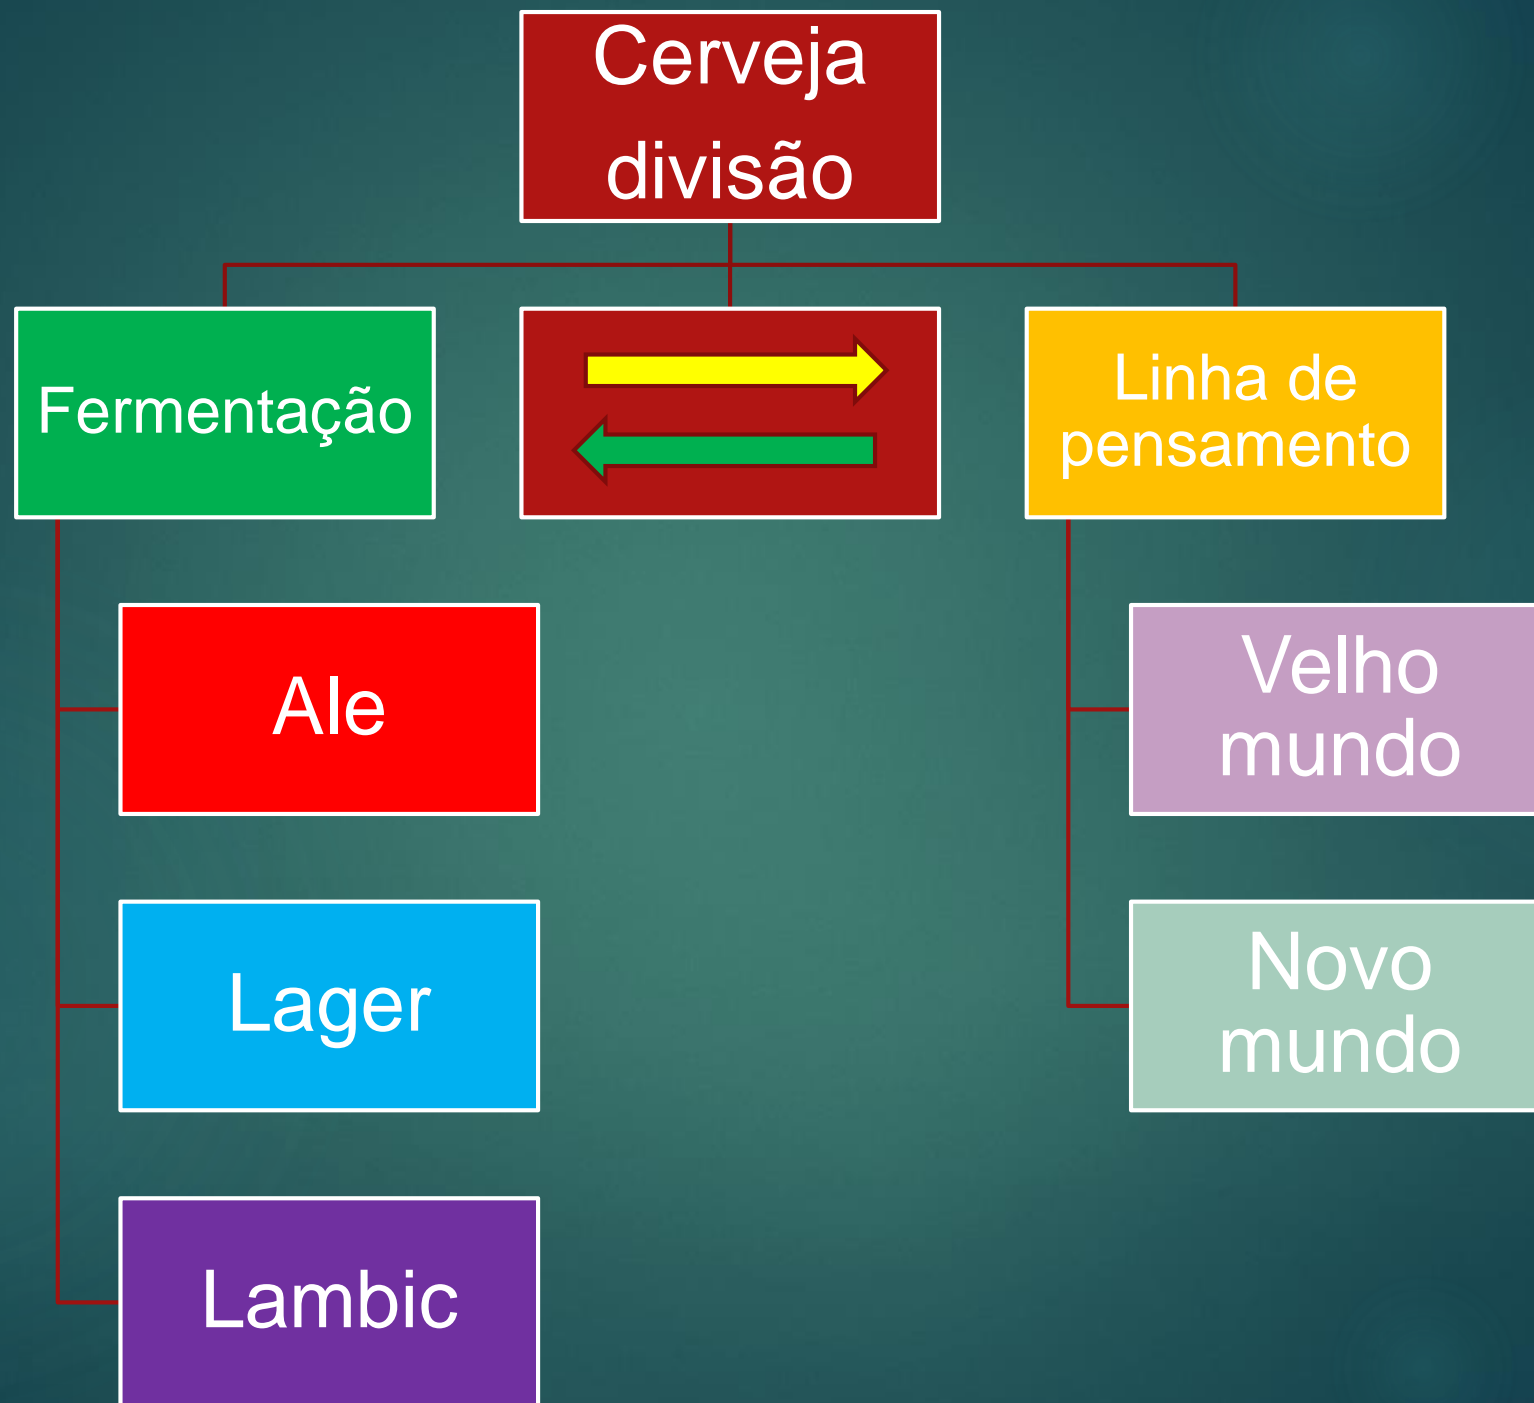 Cerveja
divisão
Fermentação
Linha de
pensamento
Ale
Lager
Lambic
Velho
mundo
Novo
mundo